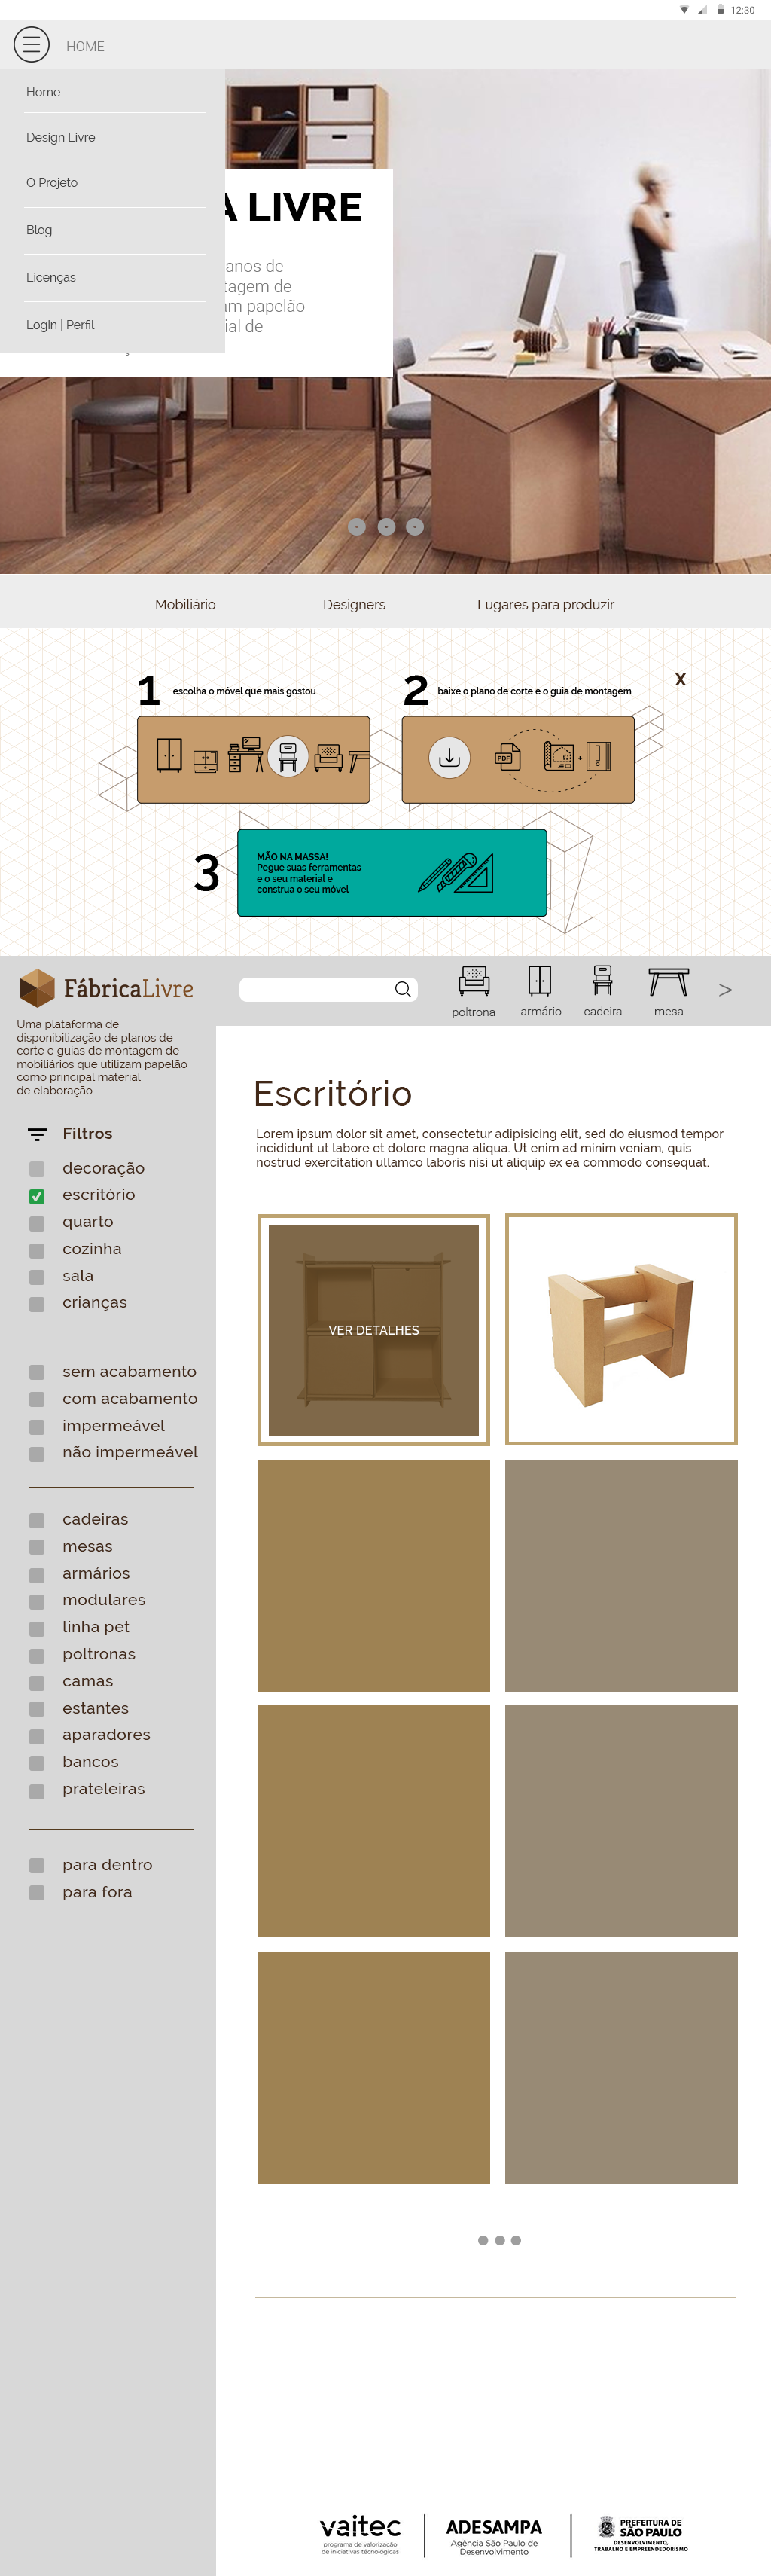 12:30
HOME
Home
Design Livre
O Projeto
Blog
Licenças
Login | Perfil
A LIVRE
anos de
tagem de
am papelão
ial de
Mobiliário
Designers
Lugares para produzir
X
1 escolha o móvel que mais gostou
2 baixe o plano de corte e o guia de montagem
PDF
3
MÃO NA MASSA!
Pegue suas ferramentas
e o seu material e
construa o seu móvel
FábricaLivre
Uma plataforma de
disponibilização de planos de
corte e guias de montagem de
mobiliários que utilizam papelão
como principal material
de elaboração
poltrona
armário
cadeira
mesa
>
Filtros
decoração
escritório
quarto
cozinha
sala
crianças
sem acabamento
com acabamento
impermeável
não impermeável
cadeiras
mesas
armários
modulares
linha pet
poltronas
camas
estantes
aparadores
bancos
prateleiras
para dentro
para fora
Escritório
Lorem ipsum dolor sit amet, consectetur adipisicing elit, sed do eiusmod tempor
incididunt ut labore et dolore magna aliqua. Ut enim ad minim veniam, quis
nostrud exercitation ullamco laboris nisi ut aliquip ex ea commodo consequat.
VER DETALHES
vaitec
programa de valorização
de iniciativas técnológicas
ADESAMPA
Agência São Paulo de
Desenvolvimento
PREFEITURA DE
SÃO PAULO
DESENVOLVIMENTO,
TRABALHO E EMPREENDEDORISMO